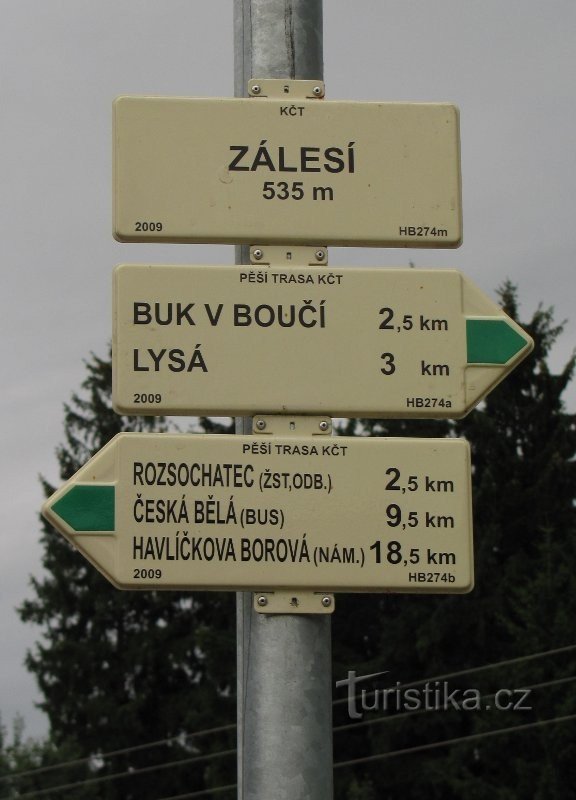 KČT
ZÁLESÍ
535 m
2009 HB274m
PĚŠÍ TRASA KČT
BUK V BOUČÍ 2,5 km
LYSÁ 3 km
2009 HB274a
PĚŠÍ TRASA KČT
ROZSOCHATEC (ŽST,ODB.) 2,5 km
ČESKÁ BĚLÁ (BUS) 9,5 km
HAVLÍČKOVA BOROVÁ (NÁM.) 18,5 km
2009 HB274b
Turistika.cz